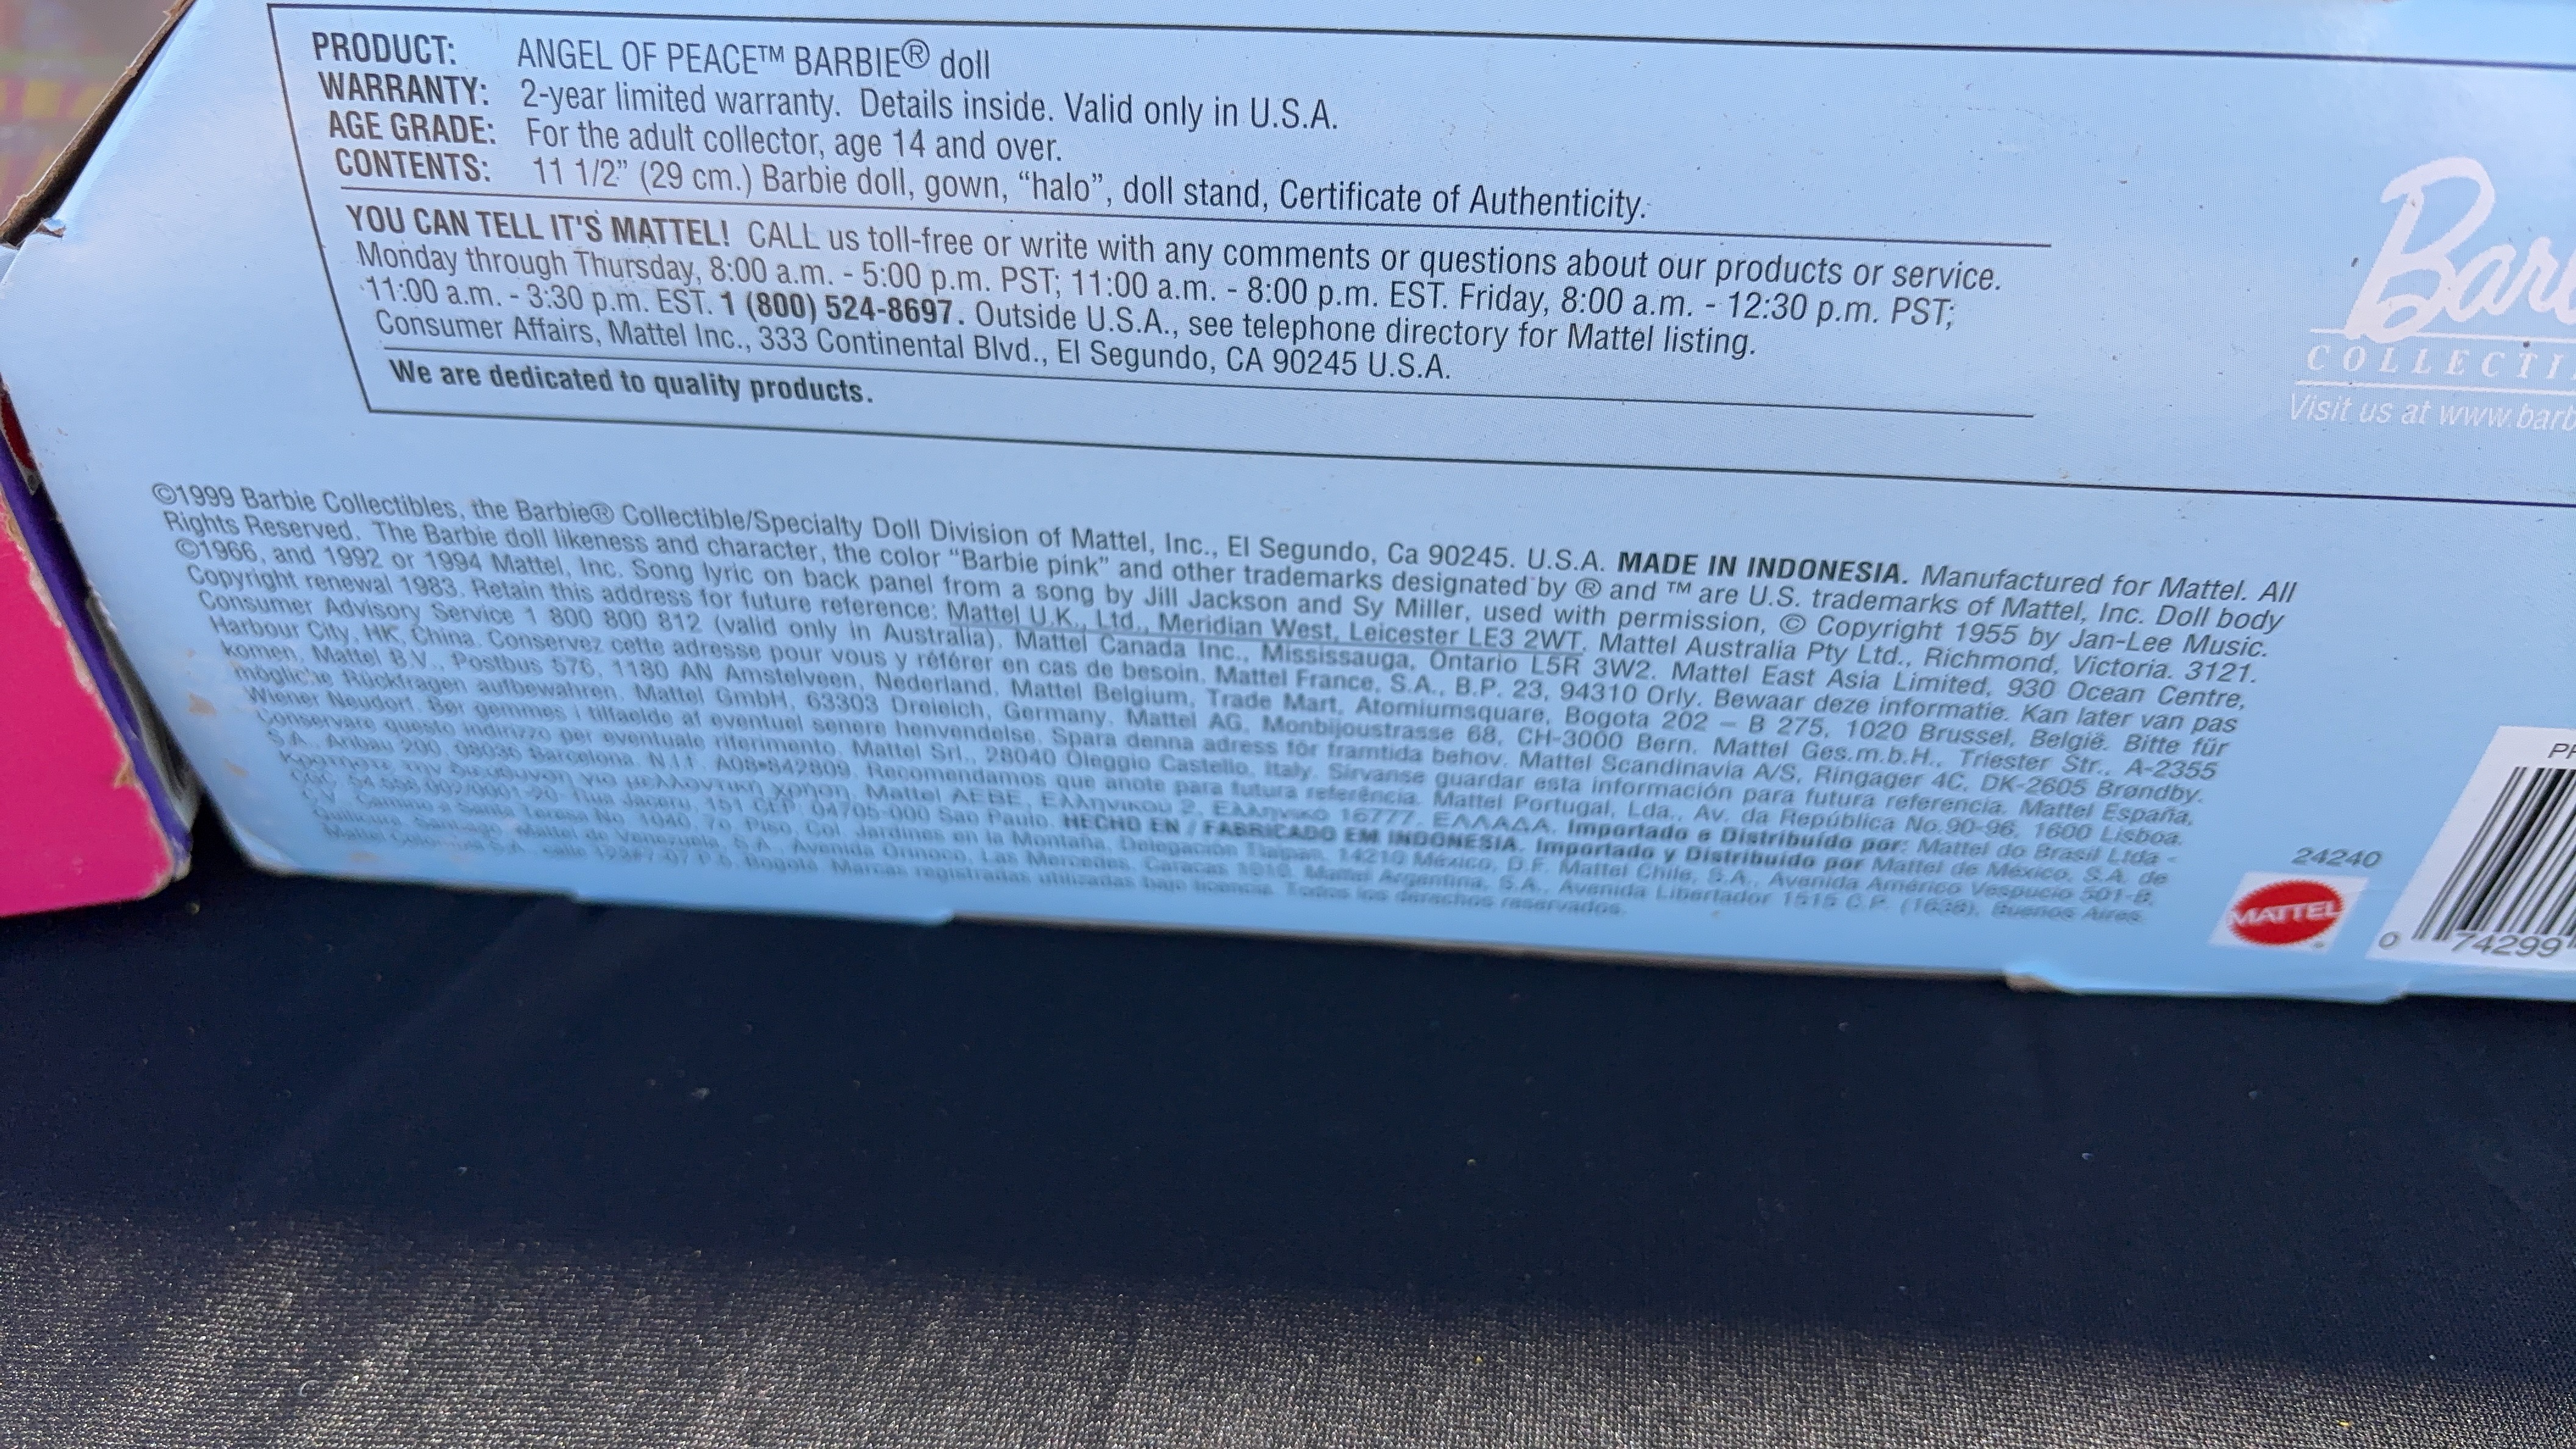 PRODUCT: ANGEL OF PEACE™ BARBIE® doll
WARRANTY: 2-year limited warranty. Details inside. Valid only in U.S.A.
AGE GRADE: For the adult collector, age 14 and over.
CONTENTS: 11 1/2” (29 cm.) Barbie doll, gown, “halo”, doll stand, Certificate of Authenticity.
YOU CAN TELL IT'S MATTEL! CALL us toll-free or write with any comments or questions about our products or service.
Monday through Thursday, 8:00 a.m. - 5:00 p.m. PST; 11:00 a.m. - 8:00 p.m. EST. Friday, 8:00 a.m. - 12:30 p.m. PST;
11:00 a.m. - 3:30 p.m. EST. 1 (800) 524-8697. Outside U.S.A., see telephone directory for Mattel listing.
Consumer Affairs, Mattel Inc., 333 Continental Blvd., El Segundo, CA 90245 U.S.A.
We are dedicated to quality products.
Barb
COLLECTI
Visit us at www.barb
©1999 Barbie Collectibles, the Barbie® Collectible/Specialty Doll Division of Mattel, Inc., El Segundo, Ca 90245. U.S.A. MADE IN INDONESIA. Manufactured for Mattel. All
Rights Reserved. The Barbie doll likeness and character, the color “Barbie pink” and other trademarks designated by ® and ™ are U.S. trademarks of Mattel, Inc. Doll body
©1966, and 1992 or 1994 Mattel, Inc. Song lyric on back panel from a song by Jill Jackson and Sy Miller, used with permission, © Copyright 1955 by Jan-Lee Music.
Copyright renewal 1983. Retain this address for future reference: Mattel U.K., Ltd., Meridian West, Leicester LE3 2WT. Mattel Australia Pty Ltd., Richmond, Victoria. 3121.
Consumer Advisory Service 1 800 800 812 (valid only in Australia). Mattel Canada Inc., Mississauga, Ontario L5R 3W2. Mattel East Asia Limited, 930 Ocean Centre,
Harbour City, HK, China. Conservez cette adresse pour vous y référer en cas de besoin. Mattel France, S.A., B.P. 23, 94310 Orly. Bewaar deze informatie. Kan later van pas
komen. Mattel B.V., Postbus 576, 1180 AN Amstelveen, Nederland. Mattel Belgium, Trade Mart, Atomiumsquare, Bogota 202 – B 275, 1020 Brussel, België. Bitte für
mögliche Rückfragen aufbewahren. Mattel GmbH, 63303 Dreieich, Germany. Mattel AG, Monbijoustrasse 68, CH-3000 Bern. Mattel Ges.m.b.H., Triester Str., A-2355
Wiener Neudorf. Bør gemmes i tilfælde af eventuel senere henvendelse. Spara denna adress för framtida behov. Mattel Scandinavia A/S, Ringager 4C, DK-2605 Brøndby.
Conservare questo indirizzo per eventuale riferimento. Mattel Srl., 28040 Oleggio Castello, Italy. Sírvanse guardar esta información para futura referencia. Mattel España,
S.A., Aribau 200, 08036 Barcelona. N.I.F. A08-842809. Recomendamos que anote para futura referência. Mattel Portugal, Lda., Av. da República No.90-96, 1600 Lisboa.
Mattel AEBE, Ελληνικου 2, Ελληνικο 16777, ΕΛΛΑΔΑ. Importado e Distribuído por: Mattel do Brasil Ltda -
04705-000 Sao Paulo. HECHO EN / FABRICADO EM INDONESIA. Importado y Distribuido por Mattel de México, S.A. de
C.V., Camino a Santa Teresa No. 1040, 7o. Piso, Col. Jardines en la Montaña, Delegación Tlalpan, 14210 México, D.F. Mattel Chile, S.A., Avenida Américo Vespucio 501-B,
Santiago. Mattel de Venezuela, S.A., Avenida Orinoco, Las Mercedes, Caracas 1010. Mattel Argentina, S.A., Avenida Libertador 1515 C.P. (1638), Buenos Aires.
Mattel Colombia S.A. Bogotá. Marcas registradas utilizadas bajo licencia. Todos los derechos reservados.
24240
MATTEL
0 74299